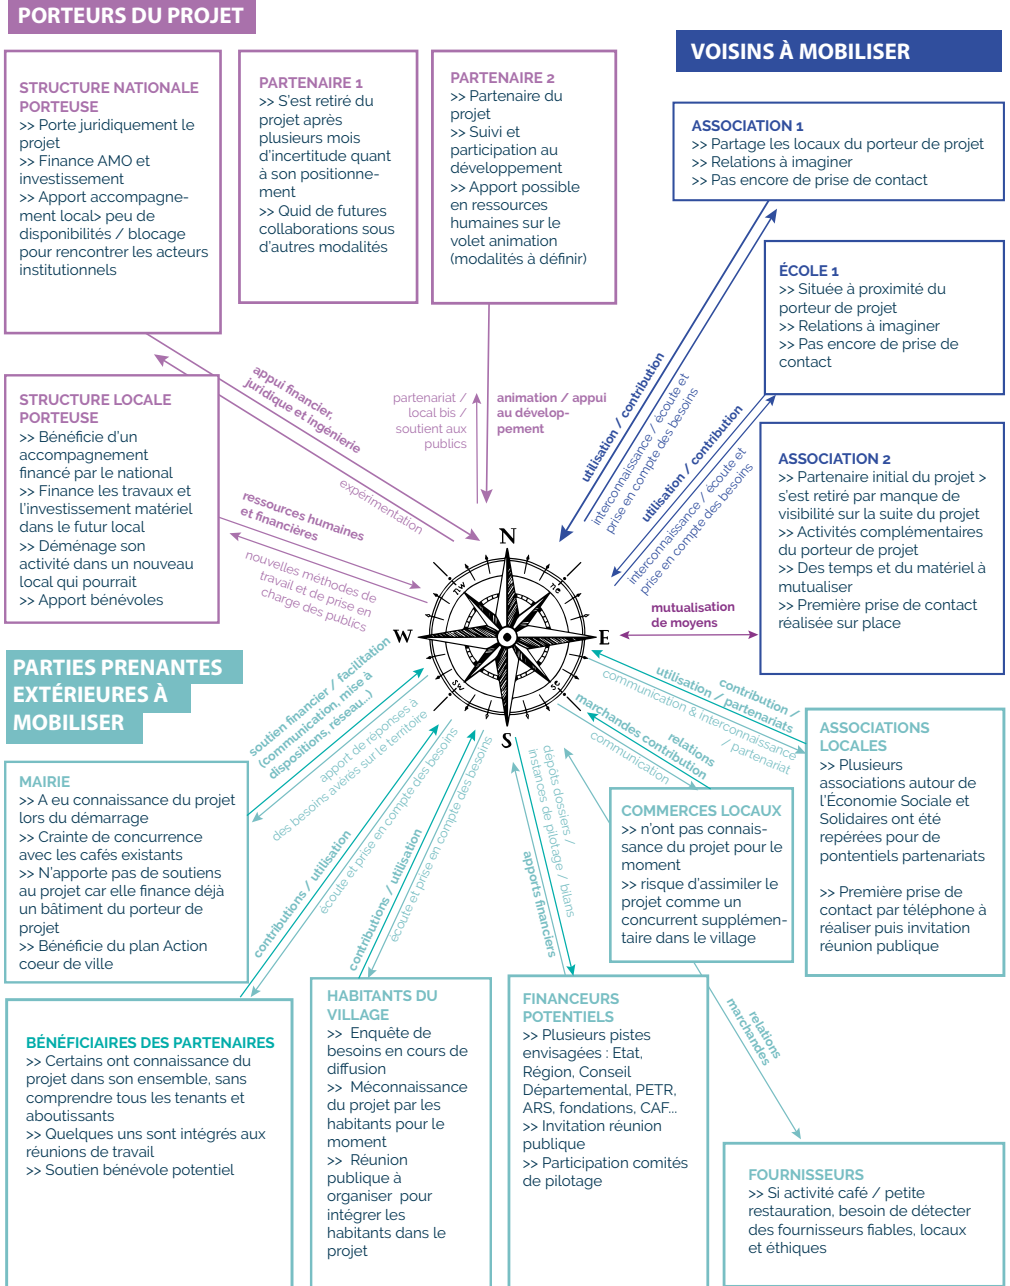 PORTEURS DU PROJET
STRUCTURE NATIONALE
PORTEUSE
>> Porte juridiquement le
projet
>> Finance AMO et
investissement
>> Apport accompagne-
ment local> peu de
disponibilités / blocage
pour rencontrer les acteurs
institutionnels
PARTENAIRE 1
>> S'est retiré du
projet après
plusieurs mois
d'incertitude quant
à son positionne-
ment
>> Quid de futures
collaborations sous
d'autres modalités
PARTENAIRE 2
>> Partenaire du
projet
>> Suivi et
participation au
développement
>> Apport possible
en ressources
humaines sur le
volet animation
(modalités à définir)
VOISINS À MOBILISER
ASSOCIATION 1
>> Partage les locaux du porteur de projet
>> Relations à imaginer
>> Pas encore de prise de contact
ÉCOLE 1
>> Située à proximité du
porteur de projet
>> Relations à imaginer
>> Pas encore de prise de
contact
ASSOCIATION 2
>> Partenaire initial du projet >
s'est retiré par manque de
visibilité sur la suite du projet
>> Activités complémentaires
du porteur de projet
>> Des temps et du matériel à
mutualiser
>> Première prise de contact
réalisée sur place
STRUCTURE LOCALE
PORTEUSE
>> Bénéficie d'un
accompagnement
financé par le national
>> Finance les travaux et
l'investissement matériel
dans le futur local
>> Déménage son
activité dans un nouveau
local qui pourrait
>> Apport bénévoles
appui financier,
juridique et ingénierie
expérimentation
partenariat /
local bis /
soutient aux
publics
animation / appui
au dévelop-
pement
utilisation / contribution
interconnaissance / écoute et
prise en compte des besoins
utilisation / contribution
interconnaissance / écoute et
prise en compte des besoins
ressources humaines
et financières
nouvelles méthodes de
travail et de prise en
charge des publics
mutualisation
de moyens
N
nw
ne
W
E
sw
se
S
PARTIES PRENANTES
EXTÉRIEURES À
MOBILISER
soutien financier / facilitation
(communication, mise à
dispositions, réseau...)
apport de réponses à
des besoins avérés sur le territoire
contributions / utilisation
écoute et prise en compte des besoins
contributions / utilisation
écoute et prise en compte des besoins
apports financiers
dépôts dossiers /
instances de pilotage / bilans
relations
marchandes contribution
communication
contribution /
utilisation / partenariats
communication & interconnaissance
/ partenariat
relations
marchandes
MAIRIE
>> A eu connaissance du projet
lors du démarrage
>> Crainte de concurrence
avec les cafés existants
>> N'apporte pas de soutiens
au projet car elle finance déjà
un bâtiment du porteur de
projet
>> Bénéficie du plan Action
coeur de ville
COMMERCES LOCAUX
>> n'ont pas connais-
sance du projet pour le
moment
>> risque d'assimiler le
projet comme un
concurrent supplémen-
taire dans le village
ASSOCIATIONS
LOCALES
>> Plusieurs
associations autour de
l'Économie Sociale et
Solidaires ont été
repérées pour de
pontentiels partenariats
>> Première prise de
contact par téléphone à
réaliser puis invitation
réunion publique
BÉNÉFICIAIRES DES PARTENAIRES
>> Certains ont connaissance du
projet dans son ensemble, sans
comprendre tous les tenants et
aboutissants
>> Quelques uns sont intégrés aux
réunions de travail
>> Soutien bénévole potentiel
HABITANTS DU
VILLAGE
>> Enquête de
besoins en cours de
diffusion
>> Méconnaissance
du projet par les
habitants pour le
moment
>> Réunion
publique à
organiser pour
intégrer les
habitants dans le
projet
FINANCEURS
POTENTIELS
>> Plusieurs pistes
envisagées : Etat,
Région, Conseil
Départemental, PETR,
ARS, fondations, CAF...
>> Invitation réunion
publique
>> Participation comités
de pilotage
FOURNISSEURS
>> Si activité café / petite
restauration, besoin de détecter
des fournisseurs fiables, locaux
et éthiques